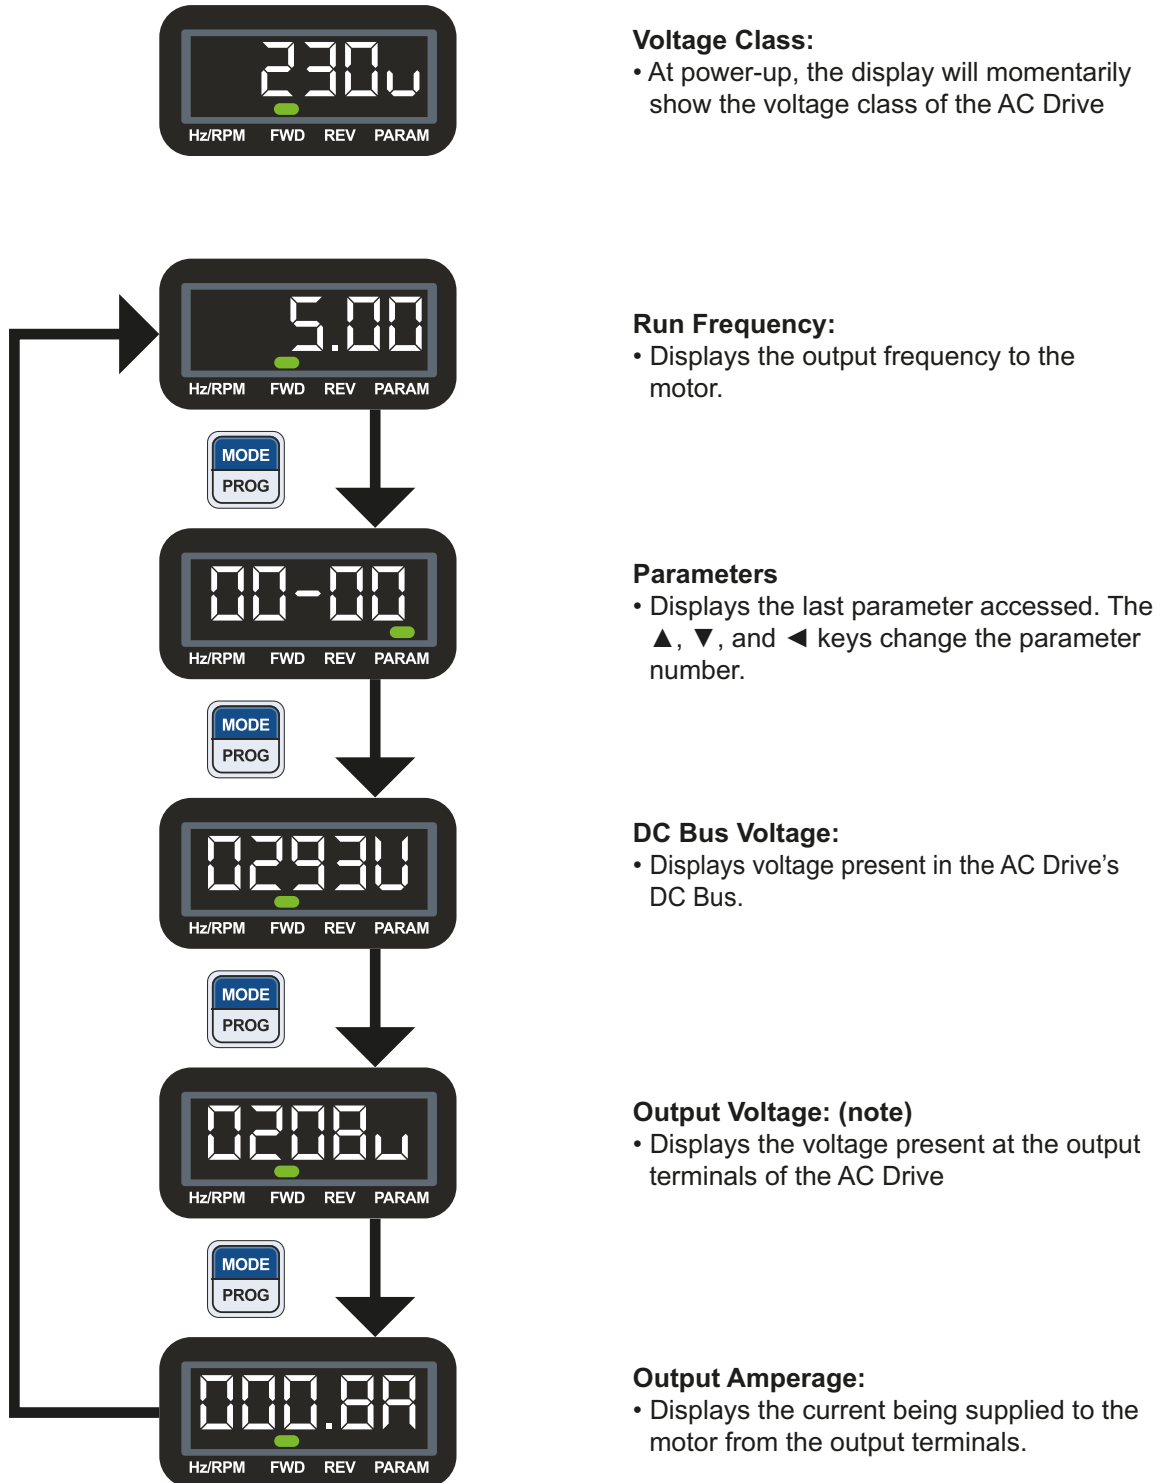 230u
Hz/RPM FWD REV PARAM
Voltage Class:
• At power-up, the display will momentarily
show the voltage class of the AC Drive
5.00
Hz/RPM FWD REV PARAM
Run Frequency:
• Displays the output frequency to the
motor.
MODE
PROG
00-00
Hz/RPM FWD REV PARAM
Parameters
• Displays the last parameter accessed. The
▲, ▼, and ◄ keys change the parameter
number.
MODE
PROG
0293U
Hz/RPM FWD REV PARAM
DC Bus Voltage:
• Displays voltage present in the AC Drive’s
DC Bus.
MODE
PROG
0208u
Hz/RPM FWD REV PARAM
Output Voltage: (note)
• Displays the voltage present at the output
terminals of the AC Drive
MODE
PROG
000.8A
Hz/RPM FWD REV PARAM
Output Amperage:
• Displays the current being supplied to the
motor from the output terminals.